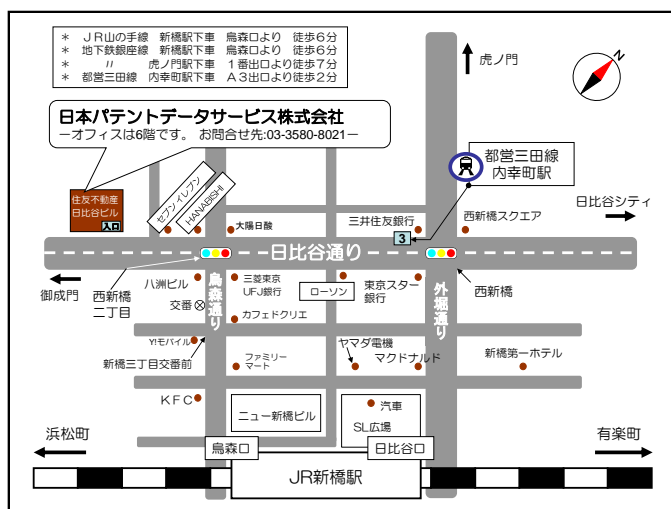 ＊ ＪＲ山の手線 新橋駅下車 烏森口より 徒歩６分
＊ 地下鉄銀座線 新橋駅下車 烏森口より 徒歩６分
＊ 〃 虎ノ門駅下車 １番出口より徒歩７分
＊ 都営三田線 内幸町駅下車 Ａ３出口より徒歩２分
虎ノ門
N
日本パテントデータサービス株式会社
－オフィスは6階です。 お問合せ先:03-3580-8021－
都営三田線
内幸町駅
住友不動産
日比谷ビル
入口
セブンイレブン
HANABISHI
大陽日酸
三井住友銀行
3
西新橋スクエア
日比谷シティ
日比谷通り
御成門
西新橋
二丁目
八洲ビル
交番
烏森通り
三菱東京
UFJ銀行
カフェドクリエ
ローソン
東京スター
銀行
外堀通り
西新橋
Y!モバイル
新橋三丁目交番前
ファミリー
マート
ヤマダ電機
マクドナルド
新橋第一ホテル
ＫＦＣ
ニュー新橋ビル
汽車
SL広場
浜松町
烏森口
日比谷口
有楽町
JR新橋駅